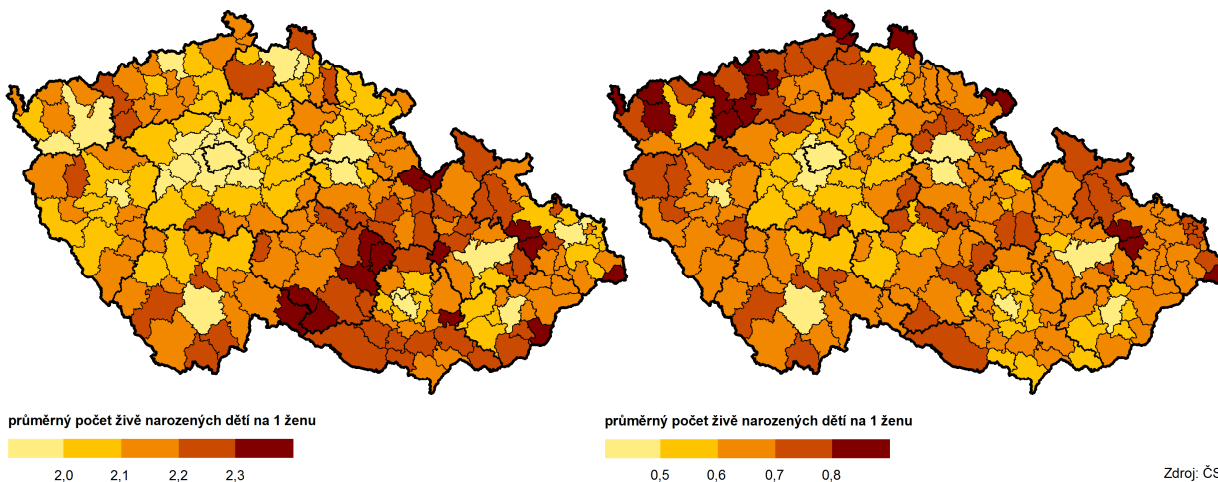 průměrný počet živě narozených dětí na 1 ženu
2,0 2,1 2,2 2,3
průměrný počet živě narozených dětí na 1 ženu
0,5 0,6 0,7 0,8
Zdroj: ČS